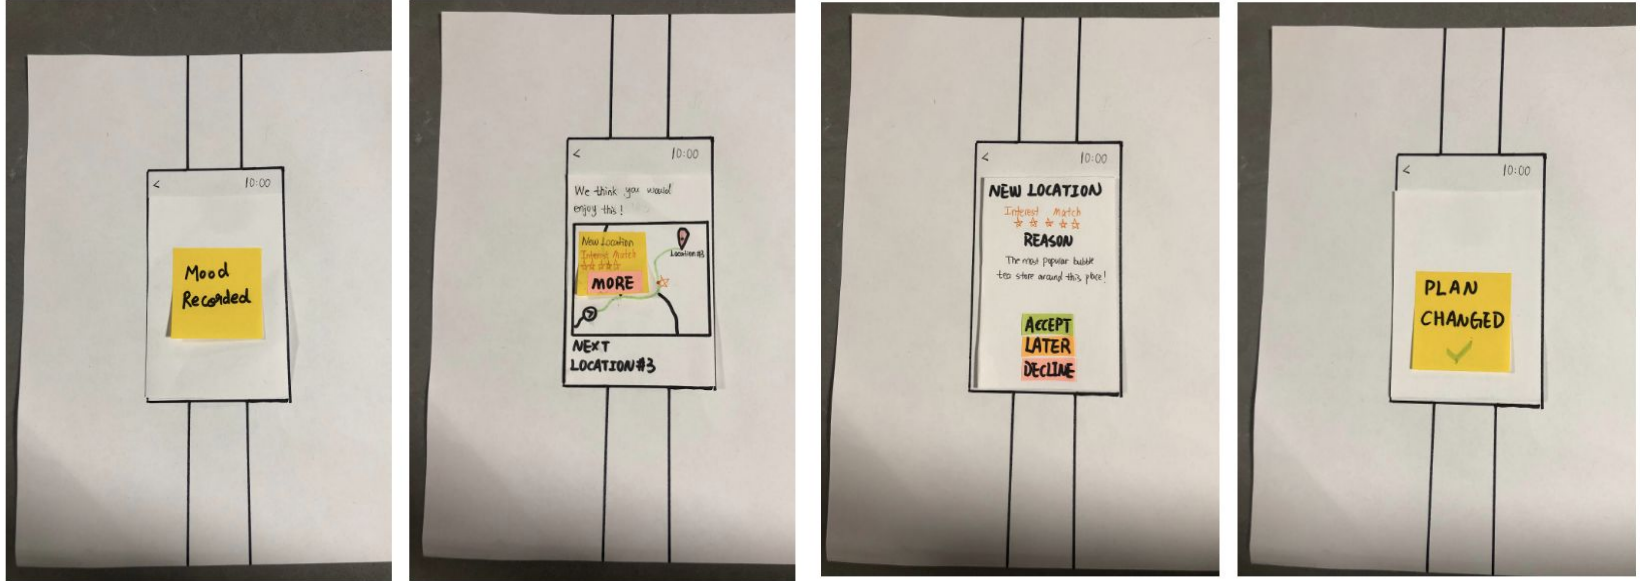 < 10:00
Mood
Recorded
< 10:00
We think you would
enjoy this!
New Location
Interest Match
MORE
Location#3
NEXT
LOCATION#3
< 10:00
NEW LOCATION
Interest Match
☆ ☆ ☆ ☆ ☆
REASON
The most popular bubble
tea store around this place!
ACCEPT
LATER
DECLINE
< 10:00
PLAN
CHANGED